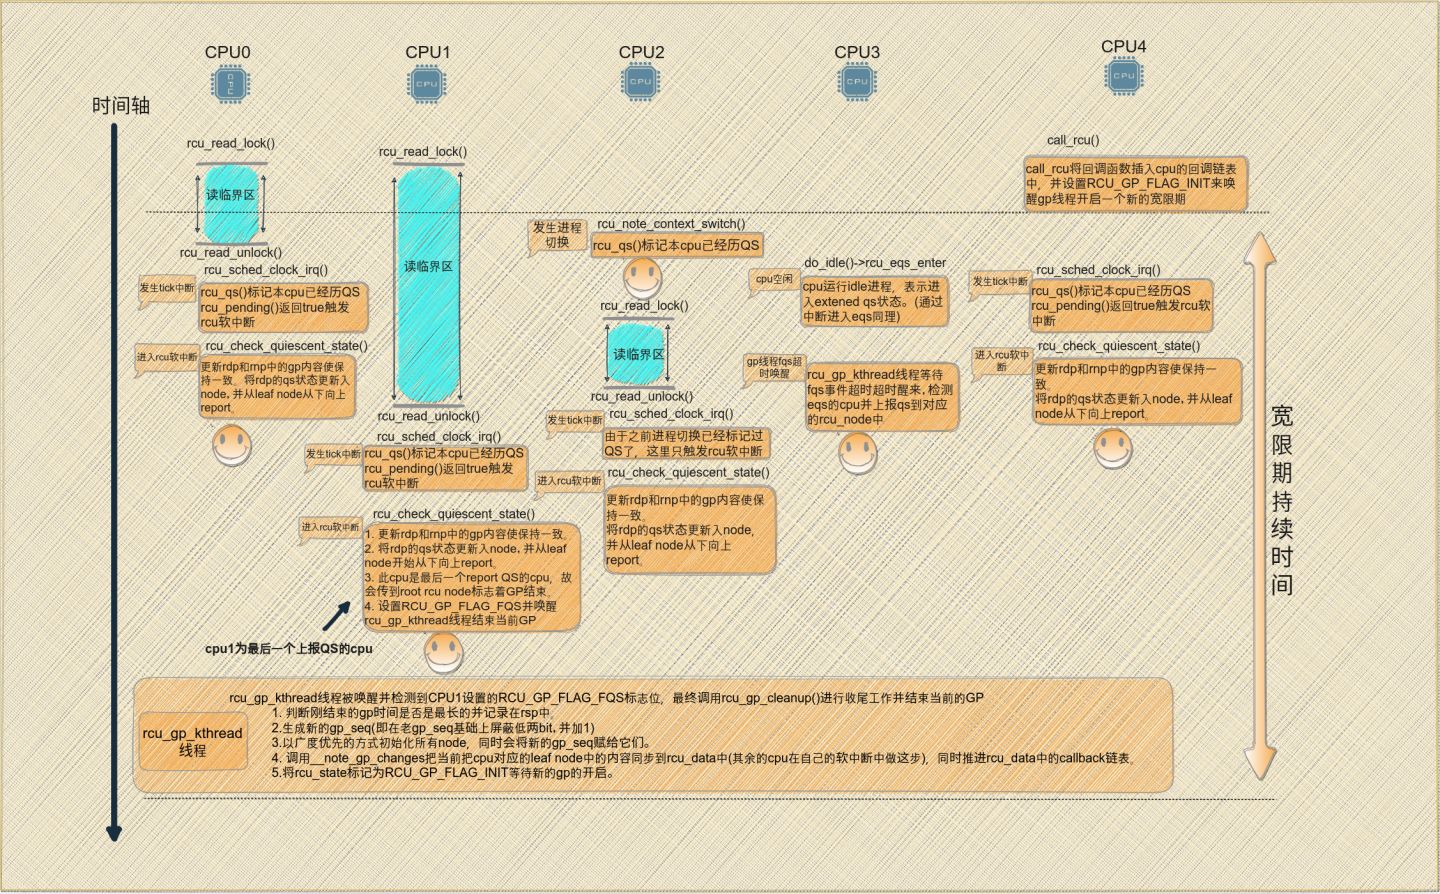 CPU0
CPU1
CPU2
CPU3
CPU4
CPU
CPU
CPU
CPU
CPU
时间轴
rcu_read_lock()
读临界区
rcu_read_unlock()
rcu_sched_clock_irq()
发生tick中断
rcu_qs()标记本cpu已经历QS
rcu_pending()返回true触发
rcu软中断
进入rcu软中断
rcu_check_quiescent_state()
更新rdp和rnp中的gp内容使保
持一致。将rdp的qs状态更新入
node, 并从leaf node从下向上
report。
rcu_read_lock()
读临界区
rcu_read_unlock()
rcu_sched_clock_irq()
发生tick中断
rcu_qs()标记本cpu已经历QS
rcu_pending()返回true触发
rcu软中断
进入rcu软中断
rcu_check_quiescent_state()
1. 更新rdp和rnp中的gp内容使保持一致。
2. 将rdp的qs状态更新入node, 并从leaf
node开始从下向上report。
3. 此cpu是最后一个report QS的cpu，故
会传到root rcu node标志着GP结束。
4. 设置RCU_GP_FLAG_FQS并唤醒
rcu_gp_kthread线程结束当前GP
cpu1为最后一个上报QS的cpu
发生进程
切换
rcu_note_context_switch()
rcu_qs()标记本cpu已经历QS
rcu_read_lock()
读临界区
rcu_read_unlock()
发生tick中断
rcu_sched_clock_irq()
由于之前进程切换已经标记过
QS了，这里只触发rcu软中断
进入rcu软中断
rcu_check_quiescent_state()
更新rdp和rnp中的gp内容使保
持一致。
将rdp的qs状态更新入node,
并从leaf node从下向上
report。
do_idle()->rcu_eqs_enter
cpu空闲
cpu运行idle进程，表示进
入extened qs状态。(通过
中断进入eqs同理)
gp线程fqs超
时唤醒
rcu_gp_kthread线程等待
fqs事件超时超时醒来, 检测
eqs的cpu并上报qs到对应
的rcu_node中
call_rcu()
call_rcu将回调函数插入cpu的回调链表
中，并设置RCU_GP_FLAG_INIT来唤
醒gp线程开启一个新的宽限期
rcu_sched_clock_irq()
发生tick中断
rcu_qs()标记本cpu已经历QS
rcu_pending()返回true触发rcu软
中断
进入rcu软中
断
rcu_check_quiescent_state()
更新rdp和rnp中的gp内容使保持一
致。
将rdp的qs状态更新入node, 并从leaf
node从下向上report。
宽
限
期
持
续
时
间
rcu_gp_kthread
线程
rcu_gp_kthread线程被唤醒并检测到CPU1设置的RCU_GP_FLAG_FQS标志位，最终调用rcu_gp_cleanup()进行收尾工作并结束当前的GP
1. 判断刚结束的gp时间是否是最长的并记录在rsp中。
2.生成新的gp_seq(即在老gp_seq基础上屏蔽低两bit, 并加1)
3.以广度优先的方式初始化所有node，同时会将新的gp_seq赋给它们。
4. 调用__note_gp_changes把当前把cpu对应的leaf node中的内容同步到rcu_data中(其余的cpu在自己的软中断中做这步)，同时推进rcu_data中的callback链表。
5.将rcu_state标记为RCU_GP_FLAG_INIT等待新的gp的开启。